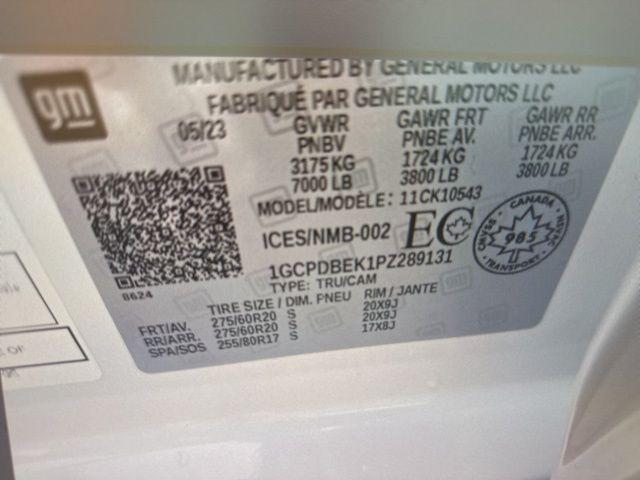 MANUFACTURED BY GENERAL MOTORS LLC
FABRIQUÉ PAR GENERAL MOTORS LLC
gm
05/23 GVWR GAWR FRT GAWR RR
PNBV PNBE AV. PNBE ARR.
3175 KG 1724 KG 1724 KG
7000 LB 3800 LB 3800 LB
MODEL/MODÈLE: 11CK10543
ICES/NMB-002 EC
CANADA
985
TRANSPORT
1GCPDBEK1PZ289131
8624
TYPE: TRU/CAM
TIRE SIZE / DIM. PNEU RIM / JANTE
FRT/AV. 275/60R20 S 20X9J
RR/ARR. 275/60R20 S 20X9J
SPA/SOS 255/80R17 S 17X8J
OF